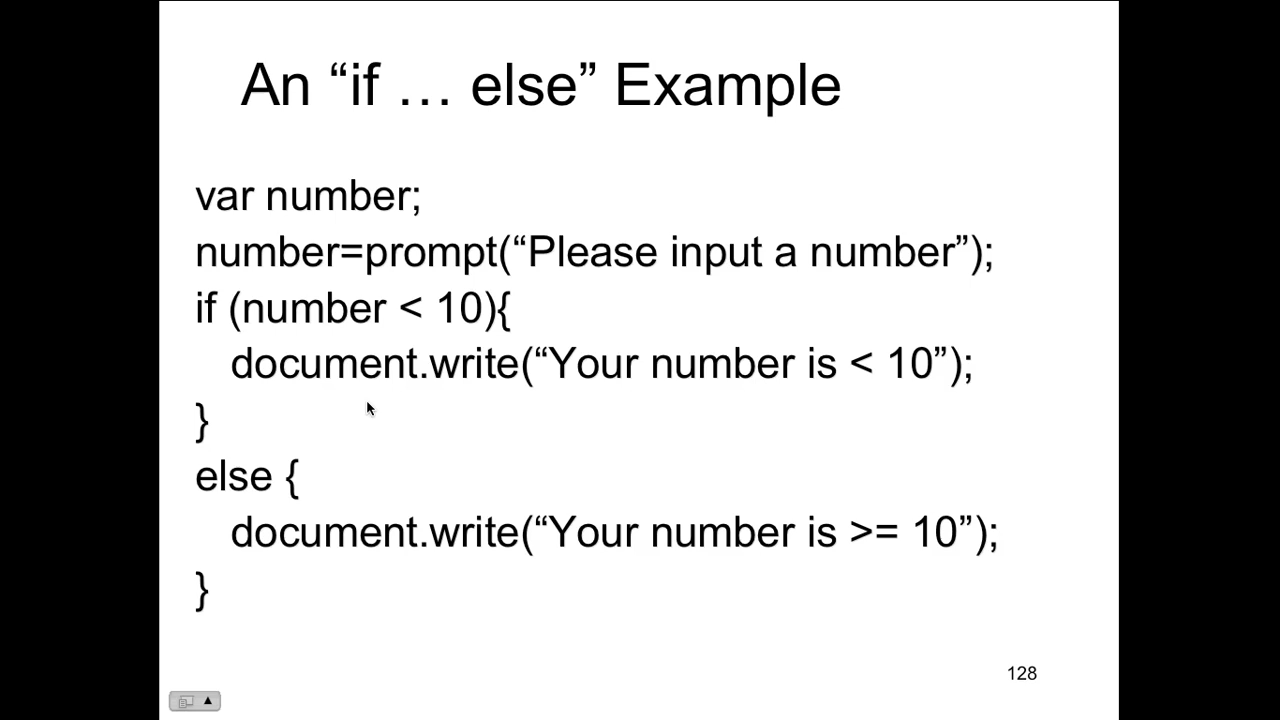 An “if … else” Example
var number;
number=prompt(“Please input a number”);
if (number < 10){
document.write(“Your number is < 10”);
}
else {
document.write(“Your number is >= 10”);
}
128